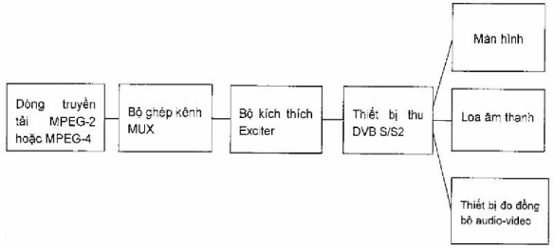 Màn hình
Dòng truyền
tải MPEG-2
hoặc MPEG-4
Bộ ghép kênh
MUX
Bộ kích thích
Exciter
Thiết bị thu
DVB S/S2
Loa âm thanh
Thiết bị đo đồng
bộ audio-video